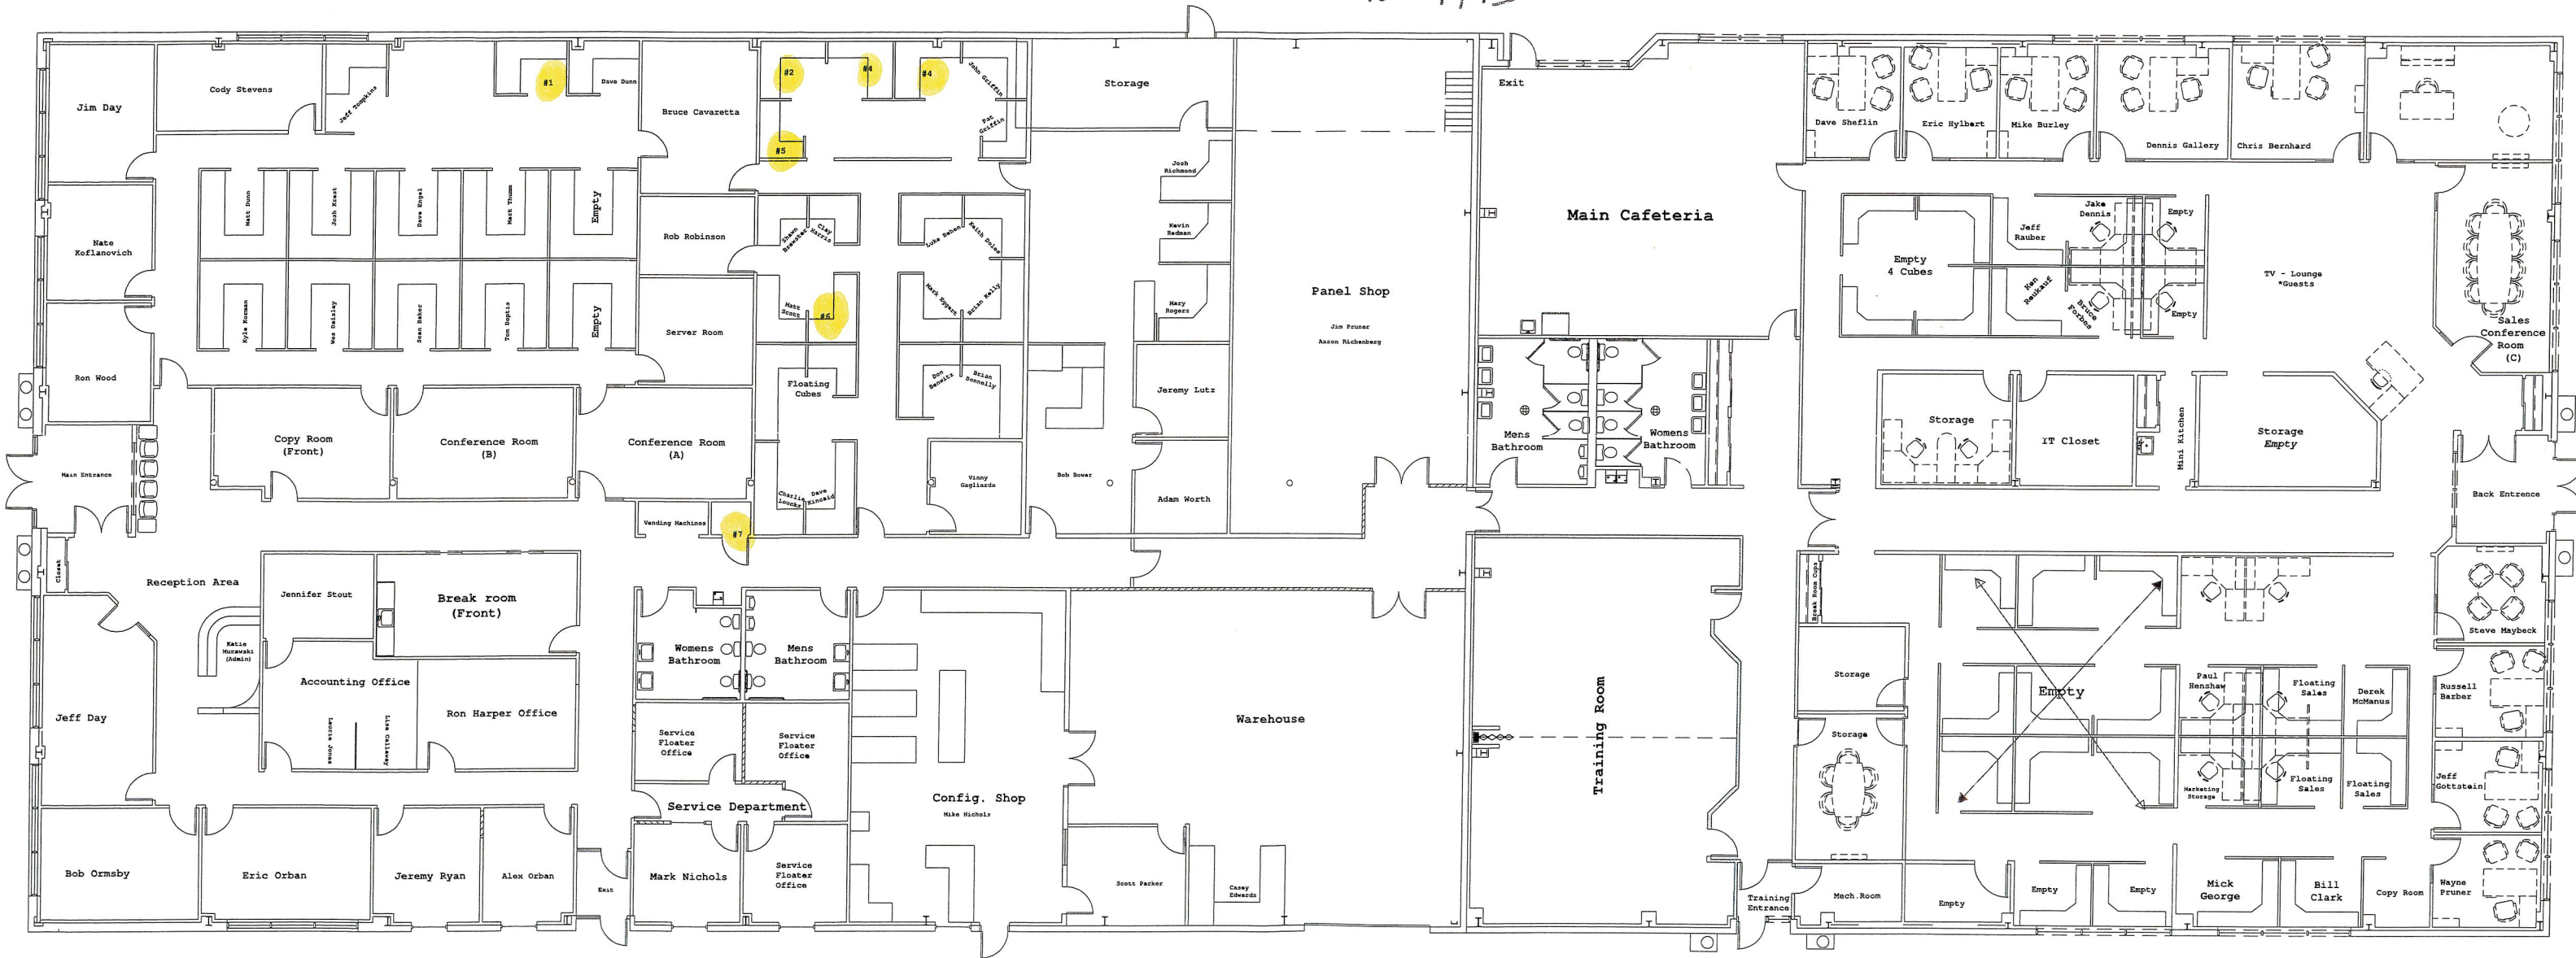 Jim Day
Cody Stevens
Jeff Tompkins
#1
Dave Dunn
Bruce Cavaretta
#2
#4
#4
John Griffin
Pat
Griffin
#5
Storage
Exit
Dave Sheflin
Eric Hylbert
Mike Burley
Dennis Gallery
Chris Bernhard
Nate
Koflanovich
Matt Dunn
Josh Kreat
Dave Engel
Mark Thumm
Empty
Rob Robinson
Shawn
Brewster
Clay
Harris
Luke Behen
Keith Doles
Josh
Richmond
Kevin
Redman
Mary
Rogers
Panel Shop
Jim Pruner
Aaron Richenberg
Main Cafeteria
Empty
4 Cubes
Jeff
Rauber
Jake
Dennis
Empty
Ken
Reukauf
Bruce
Forbes
Empty
TV - Lounge
*Guests
Sales
Conference
Room
(C)
Ron Wood
Kyle Korman
Wes Daisley
Sean Baker
Tom Doptis
Empty
Server Room
Matt
Scott
#6
Mark Eggert
Brian Kelly
Floating
Cubes
Don
Benwitz
Brian
Donnelly
Jeremy Lutz
Copy Room
(Front)
Conference Room
(B)
Conference Room
(A)
Mens
Bathroom
Womens
Bathroom
Storage
IT Closet
Mini Kitchen
Storage
Empty
Main Entrance
Charlie
Loucks
Dave
Kincaid
Vinny
Gagliardo
Bob Bower
Adam Worth
Back Entrence
Vending Machines
#7
Closet
Reception Area
Jennifer Stout
Break room
(Front)
Katie
Murawski
(Admin)
Accounting Office
Laurie Jones
Lisa Callaway
Ron Harper Office
Jeff Day
Womens
Bathroom
Mens
Bathroom
Service
Floater
Office
Service
Floater
Office
Service Department
Config. Shop
Mike Nichols
Warehouse
Training Room
Break Room Cups
Storage
Storage
Empty
Paul
Henshaw
Floating
Sales
Derek
McManus
Marketing
Storage
Floating
Sales
Floating
Sales
Steve Maybeck
Russell
Barber
Jeff
Gottstein
Bob Ormsby
Eric Orban
Jeremy Ryan
Alex Orban
Exit
Mark Nichols
Service
Floater
Office
Scott Parker
Casey
Edwards
Training
Entrance
Mech.Room
Empty
Empty
Empty
Mick
George
Bill
Clark
Copy Room
Wayne
Pruner